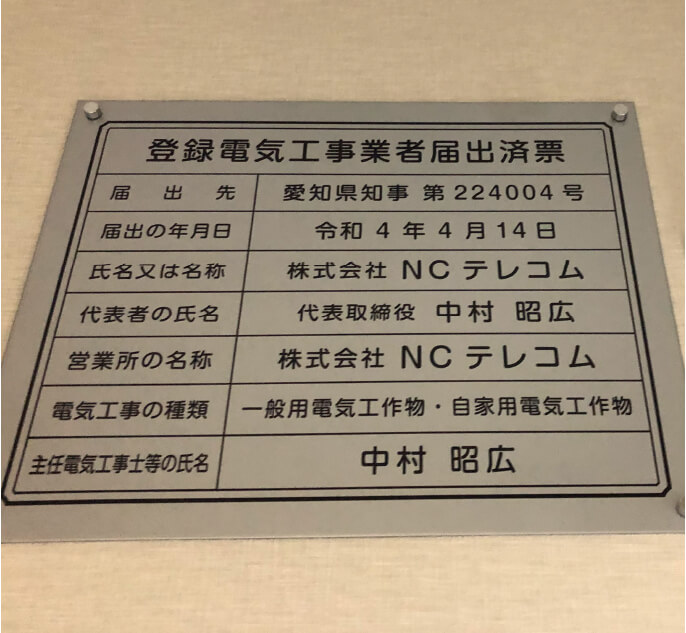 登録電気工事業者届出済票
届出先 愛知県知事 第224004号
届出の年月日 令和 4 年 4 月 14 日
氏名又は名称 株式会社 NCテレコム
代表者の氏名 代表取締役 中村 昭広
営業所の名称 株式会社 NCテレコム
電気工事の種類 一般用電気工作物・自家用電気工作物
主任電気工事士等の氏名 中村 昭広